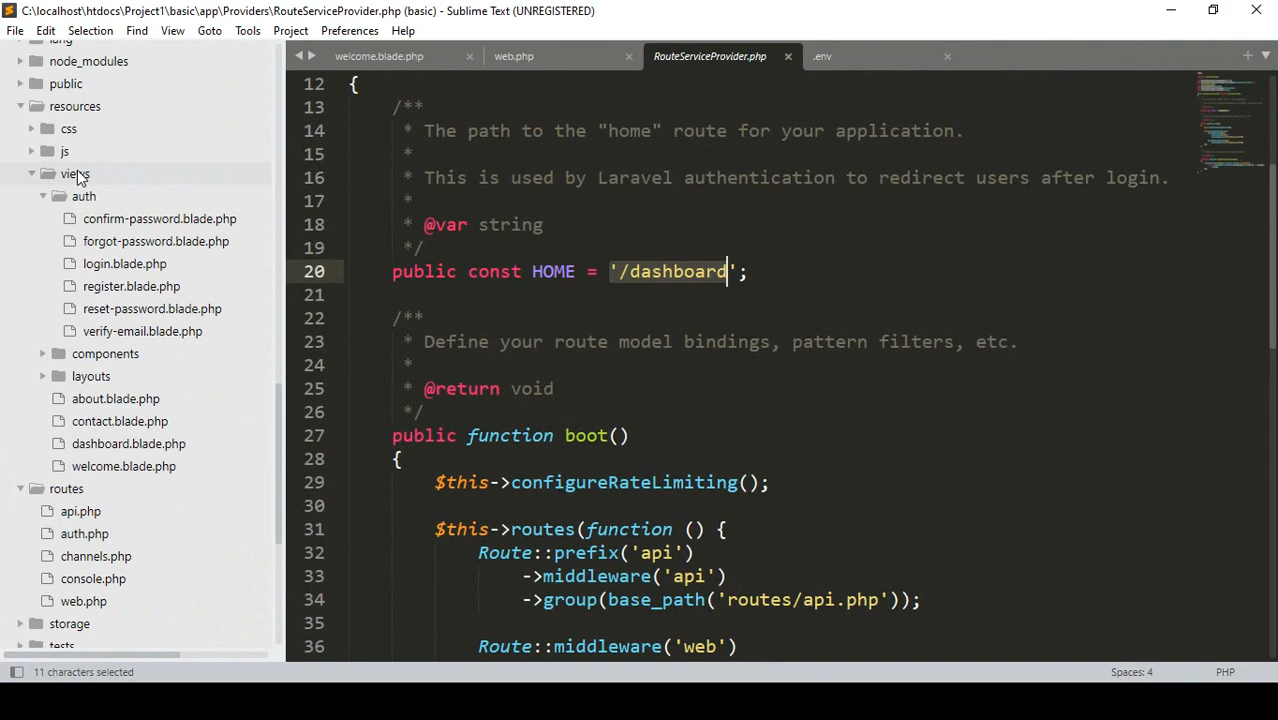 C:\localhost\htdocs\Project1\basic\app\Providers\RouteServiceProvider.php (basic) - Sublime Text (UNREGISTERED)
File Edit Selection Find View Goto Tools Project Preferences Help
lang
node_modules
public
resources
css
js
views
auth
confirm-password.blade.php
forgot-password.blade.php
login.blade.php
register.blade.php
reset-password.blade.php
verify-email.blade.php
components
layouts
about.blade.php
contact.blade.php
dashboard.blade.php
welcome.blade.php
routes
api.php
auth.php
channels.php
console.php
web.php
storage
tests
welcome.blade.php web.php RouteServiceProvider.php .env
12 {
13 /**
14 * The path to the "home" route for your application.
15 *
16 * This is used by Laravel authentication to redirect users after login.
17 *
18 * @var string
19 */
20 public const HOME = '/dashboard';
21
22 /**
23 * Define your route model bindings, pattern filters, etc.
24 *
25 * @return void
26 */
27 public function boot()
28 {
29 $this->configureRateLimiting();
30
31 $this->routes(function () {
32 Route::prefix('api')
33 ->middleware('api')
34 ->group(base_path('routes/api.php'));
35
36 Route::middleware('web')
11 characters selected Spaces: 4 PHP